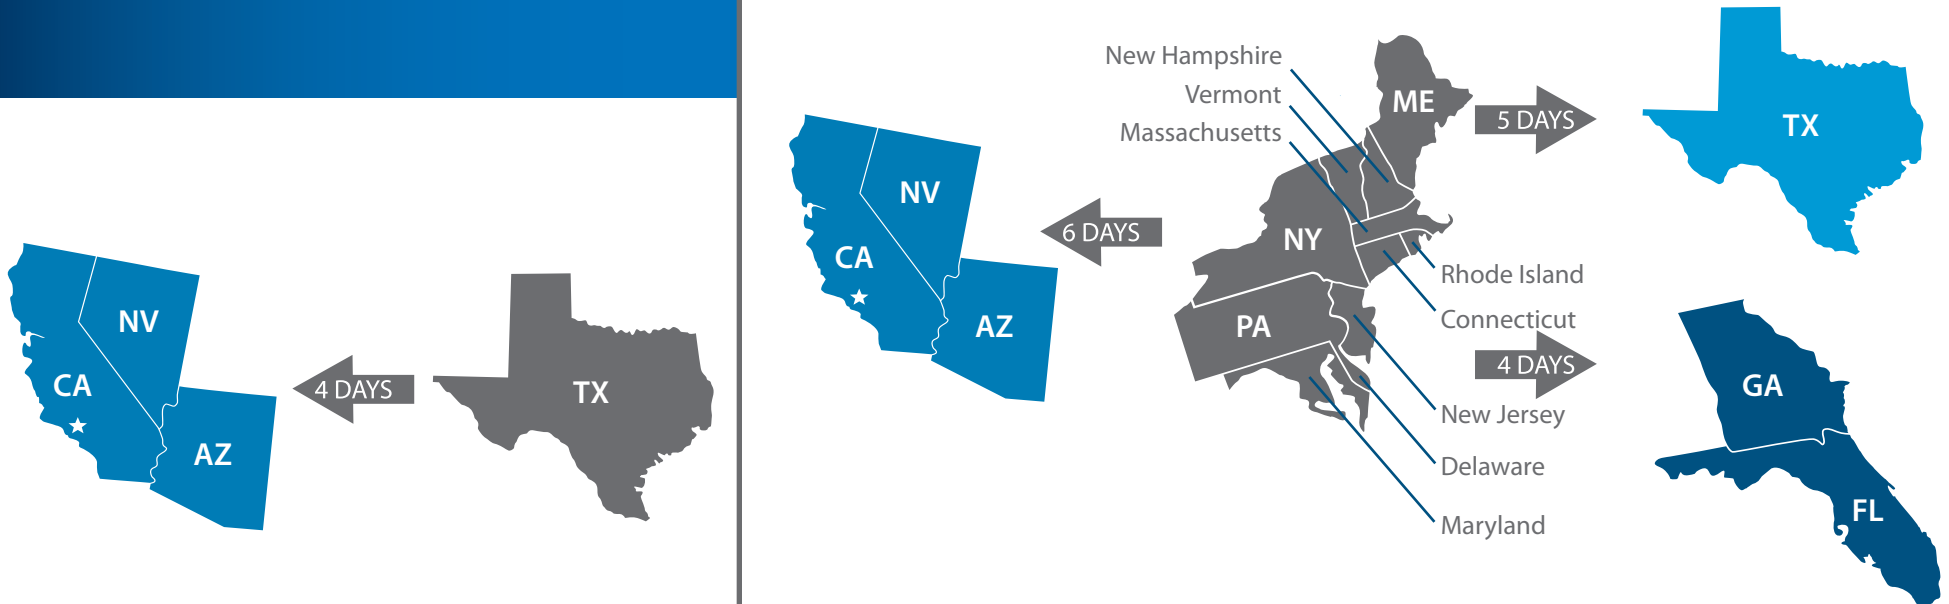 NV
CA
AZ
4 DAYS
TX
New Hampshire
Vermont
Massachusetts
ME
5 DAYS
TX
NV
CA
AZ
6 DAYS
NY
Rhode Island
Connecticut
PA
4 DAYS
New Jersey
Delaware
Maryland
GA
FL